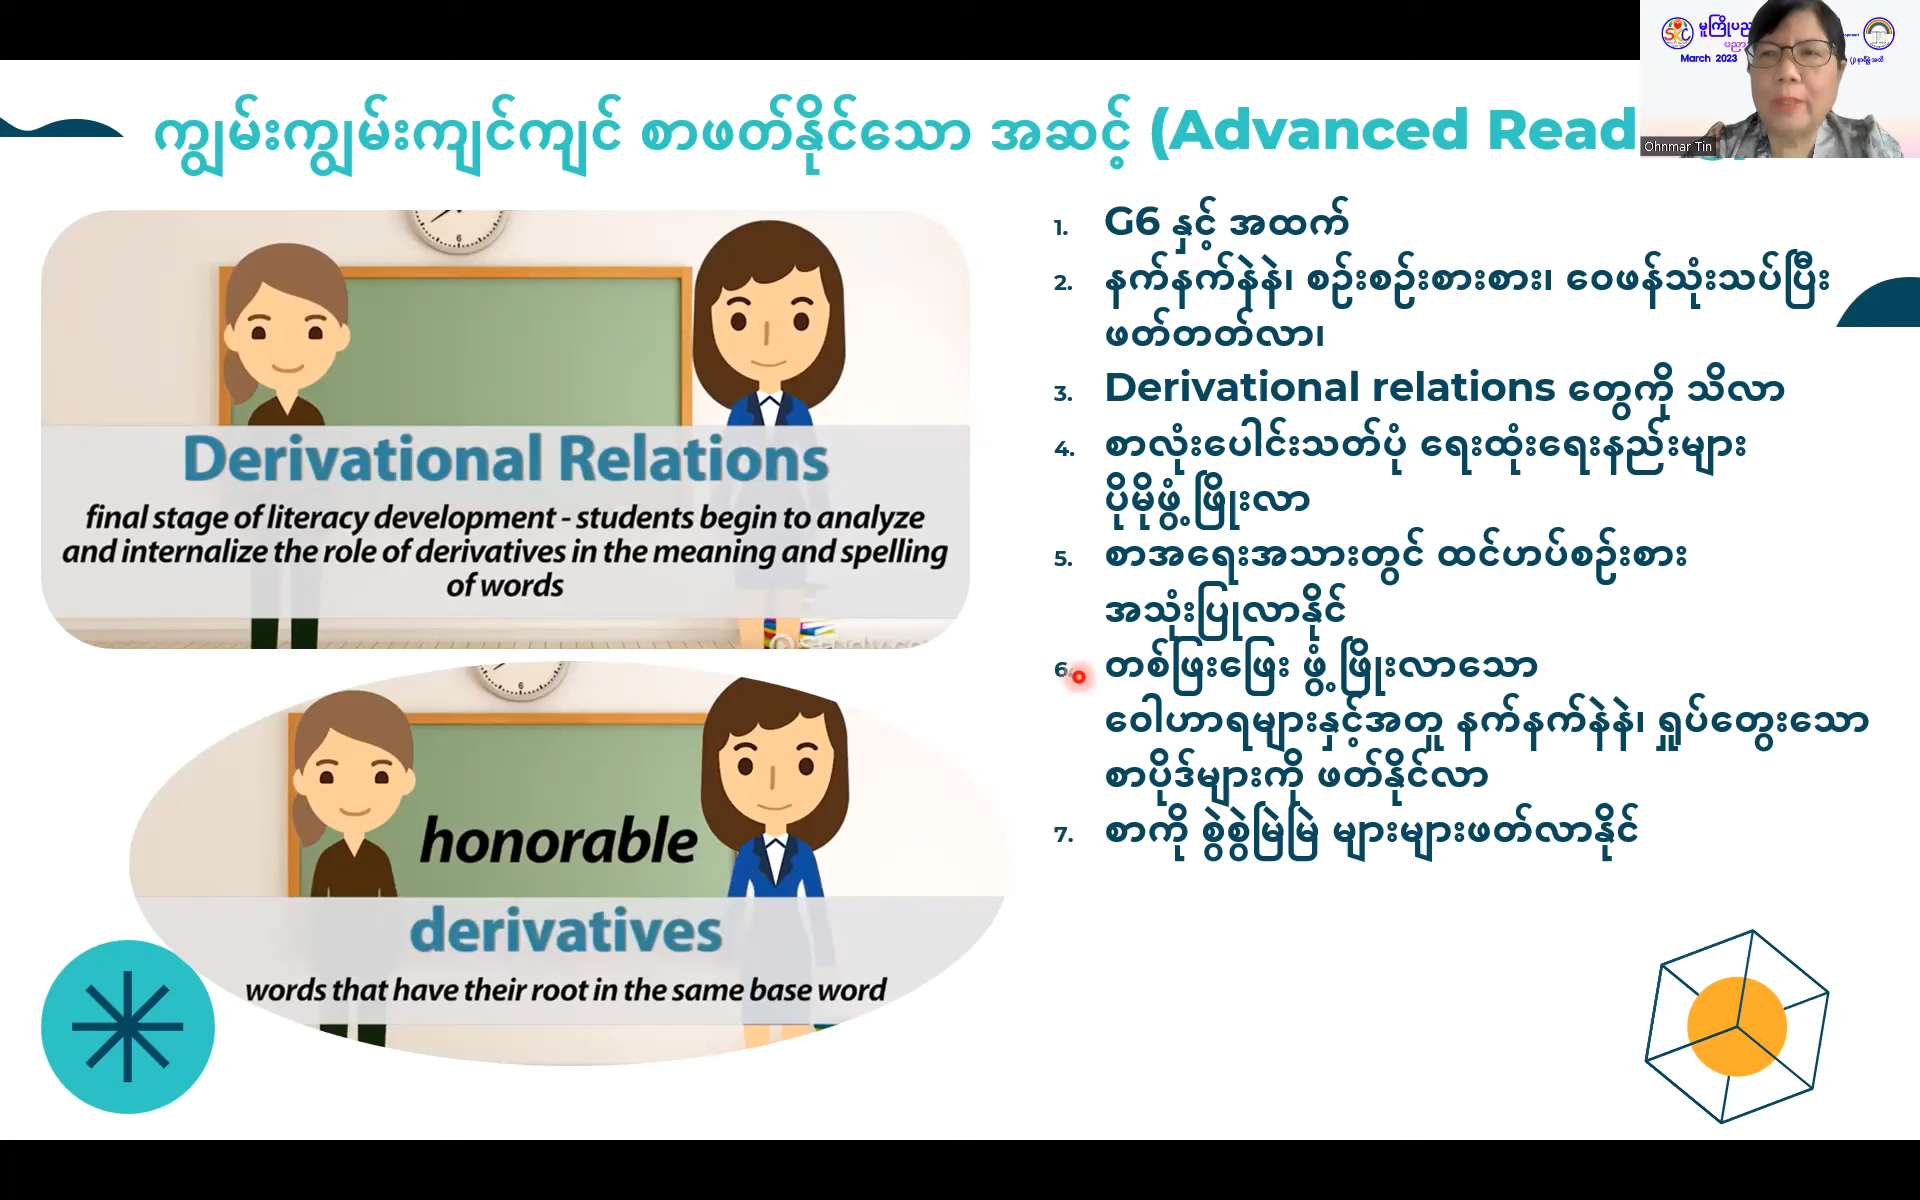 March 2023
Ohnmar Tin
ကျွမ်းကျွမ်းကျင်ကျင် စာဖတ်နိုင်သော အဆင့် (Advanced Read
Derivational Relations
final stage of literacy development - students begin to analyze
and internalize the role of derivatives in the meaning and spelling
of words
honorable
derivatives
words that have their root in the same base word
1. G6 နှင့် အထက်
2. နက်နက်နဲနဲ၊ စဉ်းစဉ်းစားစား၊ ဝေဖန်သုံးသပ်ပြီး
ဖတ်တတ်လာ၊
3. Derivational relations တွေကို သိလာ
4. စာလုံးပေါင်းသတ်ပုံ ရေးထုံးရေးနည်းများ
ပိုမိုဖွံ့ဖြိုးလာ
5. စာအရေးအသားတွင် ထင်ဟပ်စဉ်းစား
အသုံးပြုလာနိုင်
6. တစ်ဖြးဖြေး ဖွံ့ဖြိုးလာသော
ဝေါဟာရများနှင့်အတူ နက်နက်နဲနဲ၊ ရှုပ်တွေးသော
စာပိုဒ်များကို ဖတ်နိုင်လာ
7. စာကို စွဲစွဲမြဲမြဲ များများဖတ်လာနိုင်